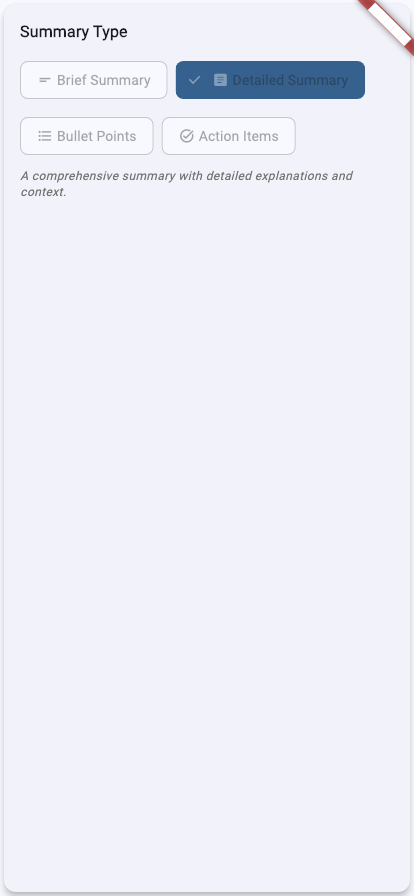 Summary Type
Brief Summary
Detailed Summary
Bullet Points
Action Items
A comprehensive summary with detailed explanations and
context.